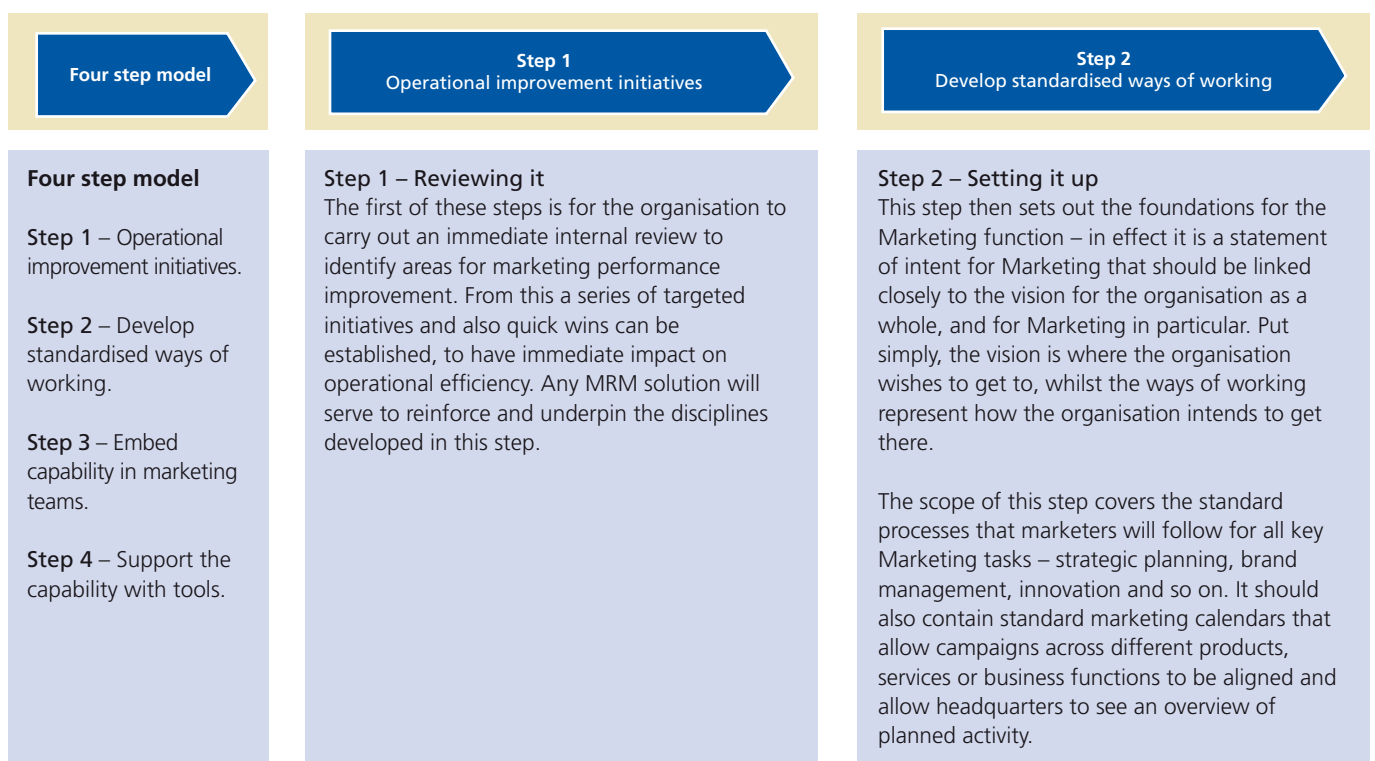 Four step model
Step 1
Operational improvement initiatives
Step 2
Develop standardised ways of working
Four step model
Step 1 – Operational
improvement initiatives.
Step 2 – Develop
standardised ways of
working.
Step 3 – Embed
capability in marketing
teams.
Step 4 – Support the
capability with tools.
Step 1 – Reviewing it
The first of these steps is for the organisation to
carry out an immediate internal review to
identify areas for marketing performance
improvement. From this a series of targeted
initiatives and also quick wins can be
established, to have immediate impact on
operational efficiency. Any MRM solution will
serve to reinforce and underpin the disciplines
developed in this step.
Step 2 – Setting it up
This step then sets out the foundations for the
Marketing function – in effect it is a statement
of intent for Marketing that should be linked
closely to the vision for the organisation as a
whole, and for Marketing in particular. Put
simply, the vision is where the organisation
wishes to get to, whilst the ways of working
represent how the organisation intends to get
there.
The scope of this step covers the standard
processes that marketers will follow for all key
Marketing tasks – strategic planning, brand
management, innovation and so on. It should
also contain standard marketing calendars that
allow campaigns across different products,
services or business functions to be aligned and
allow headquarters to see an overview of
planned activity.